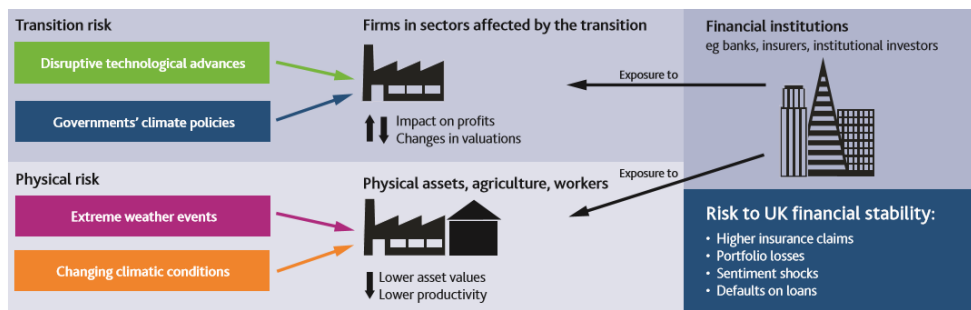 Transition risk
Disruptive technological advances
Governments' climate policies
Firms in sectors affected by the transition
Impact on profits
Changes in valuations
Exposure to
Financial institutions
eg banks, insurers, institutional investors
Physical risk
Extreme weather events
Changing climatic conditions
Physical assets, agriculture, workers
Lower asset values
Lower productivity
Exposure to
Risk to UK financial stability:
• Higher insurance claims
• Portfolio losses
• Sentiment shocks
• Defaults on loans